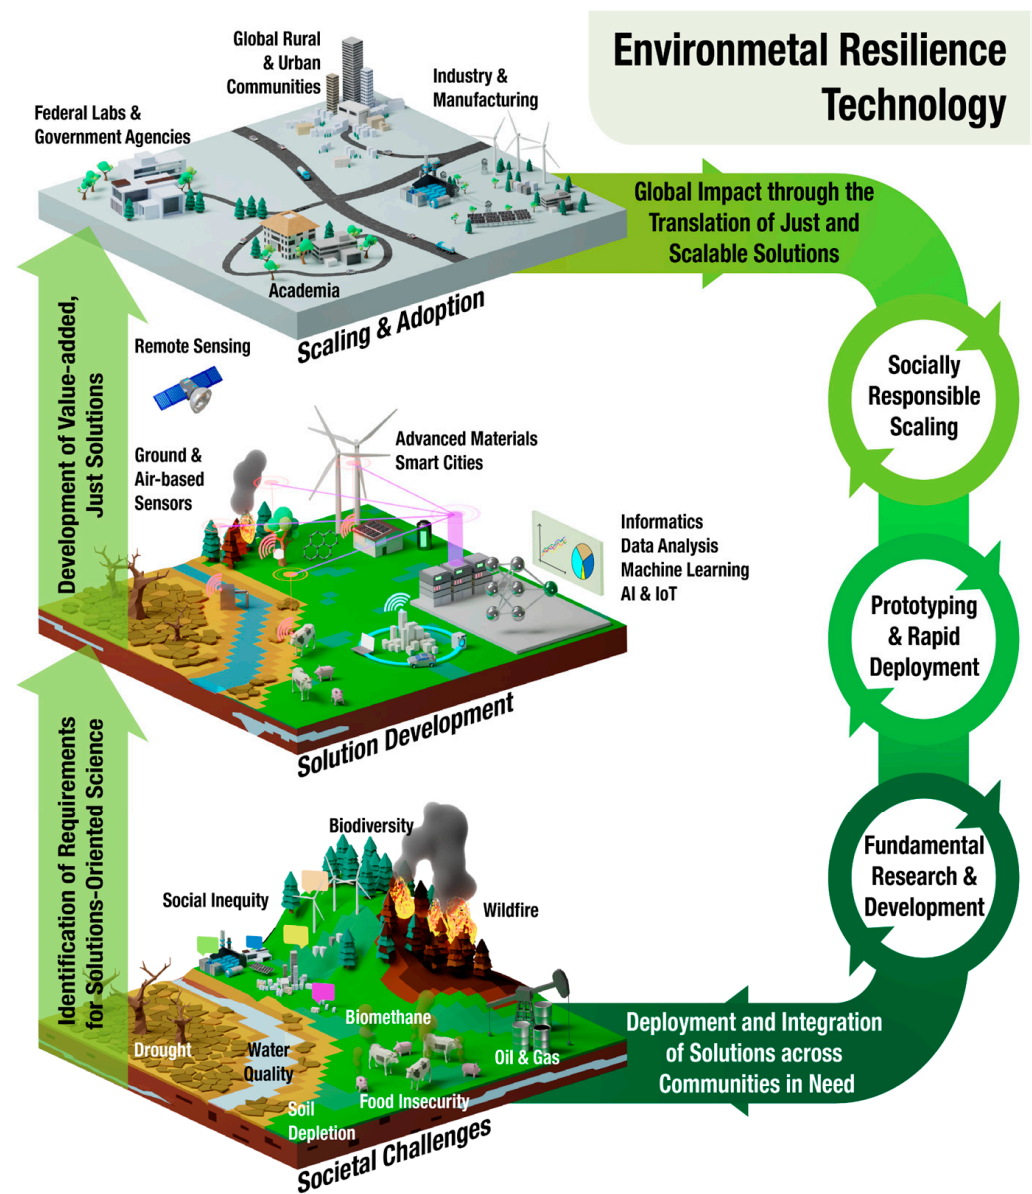 Environmetal Resilience
Technology
Global Rural
& Urban
Communities
Industry &
Manufacturing
Federal Labs &
Government Agencies
Academia
Scaling & Adoption
Global Impact through the
Translation of Just and
Scalable Solutions
Socially
Responsible
Scaling
Prototyping
& Rapid
Deployment
Fundamental
Research &
Development
Deployment and Integration
of Solutions across
Communities in Need
Development of Value-added,
Just Solutions
Remote Sensing
Ground &
Air-based
Sensors
Advanced Materials
Smart Cities
Informatics
Data Analysis
Machine Learning
AI & IoT
Solution Development
Identification of Requirements
for Solutions-Oriented Science
Biodiversity
Social Inequity
Wildfire
Biomethane
Drought
Water
Quality
Oil & Gas
Food Insecurity
Soil
Depletion
Societal Challenges